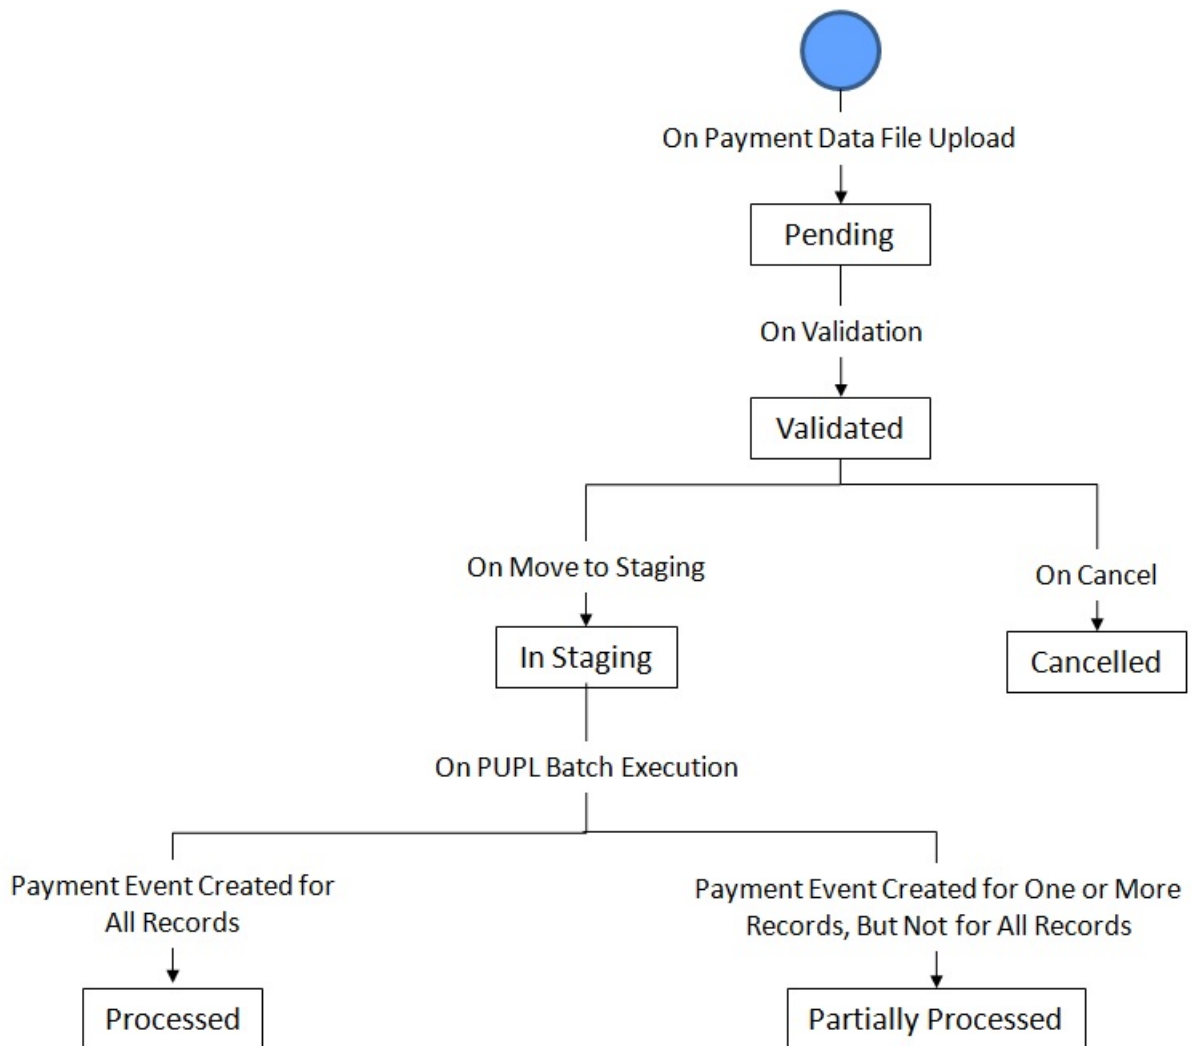 On Payment Data File Upload
Pending
On Validation
Validated
On Move to Staging
On Cancel
In Staging
Cancelled
On PUPL Batch Execution
Payment Event Created for
All Records
Payment Event Created for One or More
Records, But Not for All Records
Processed
Partially Processed